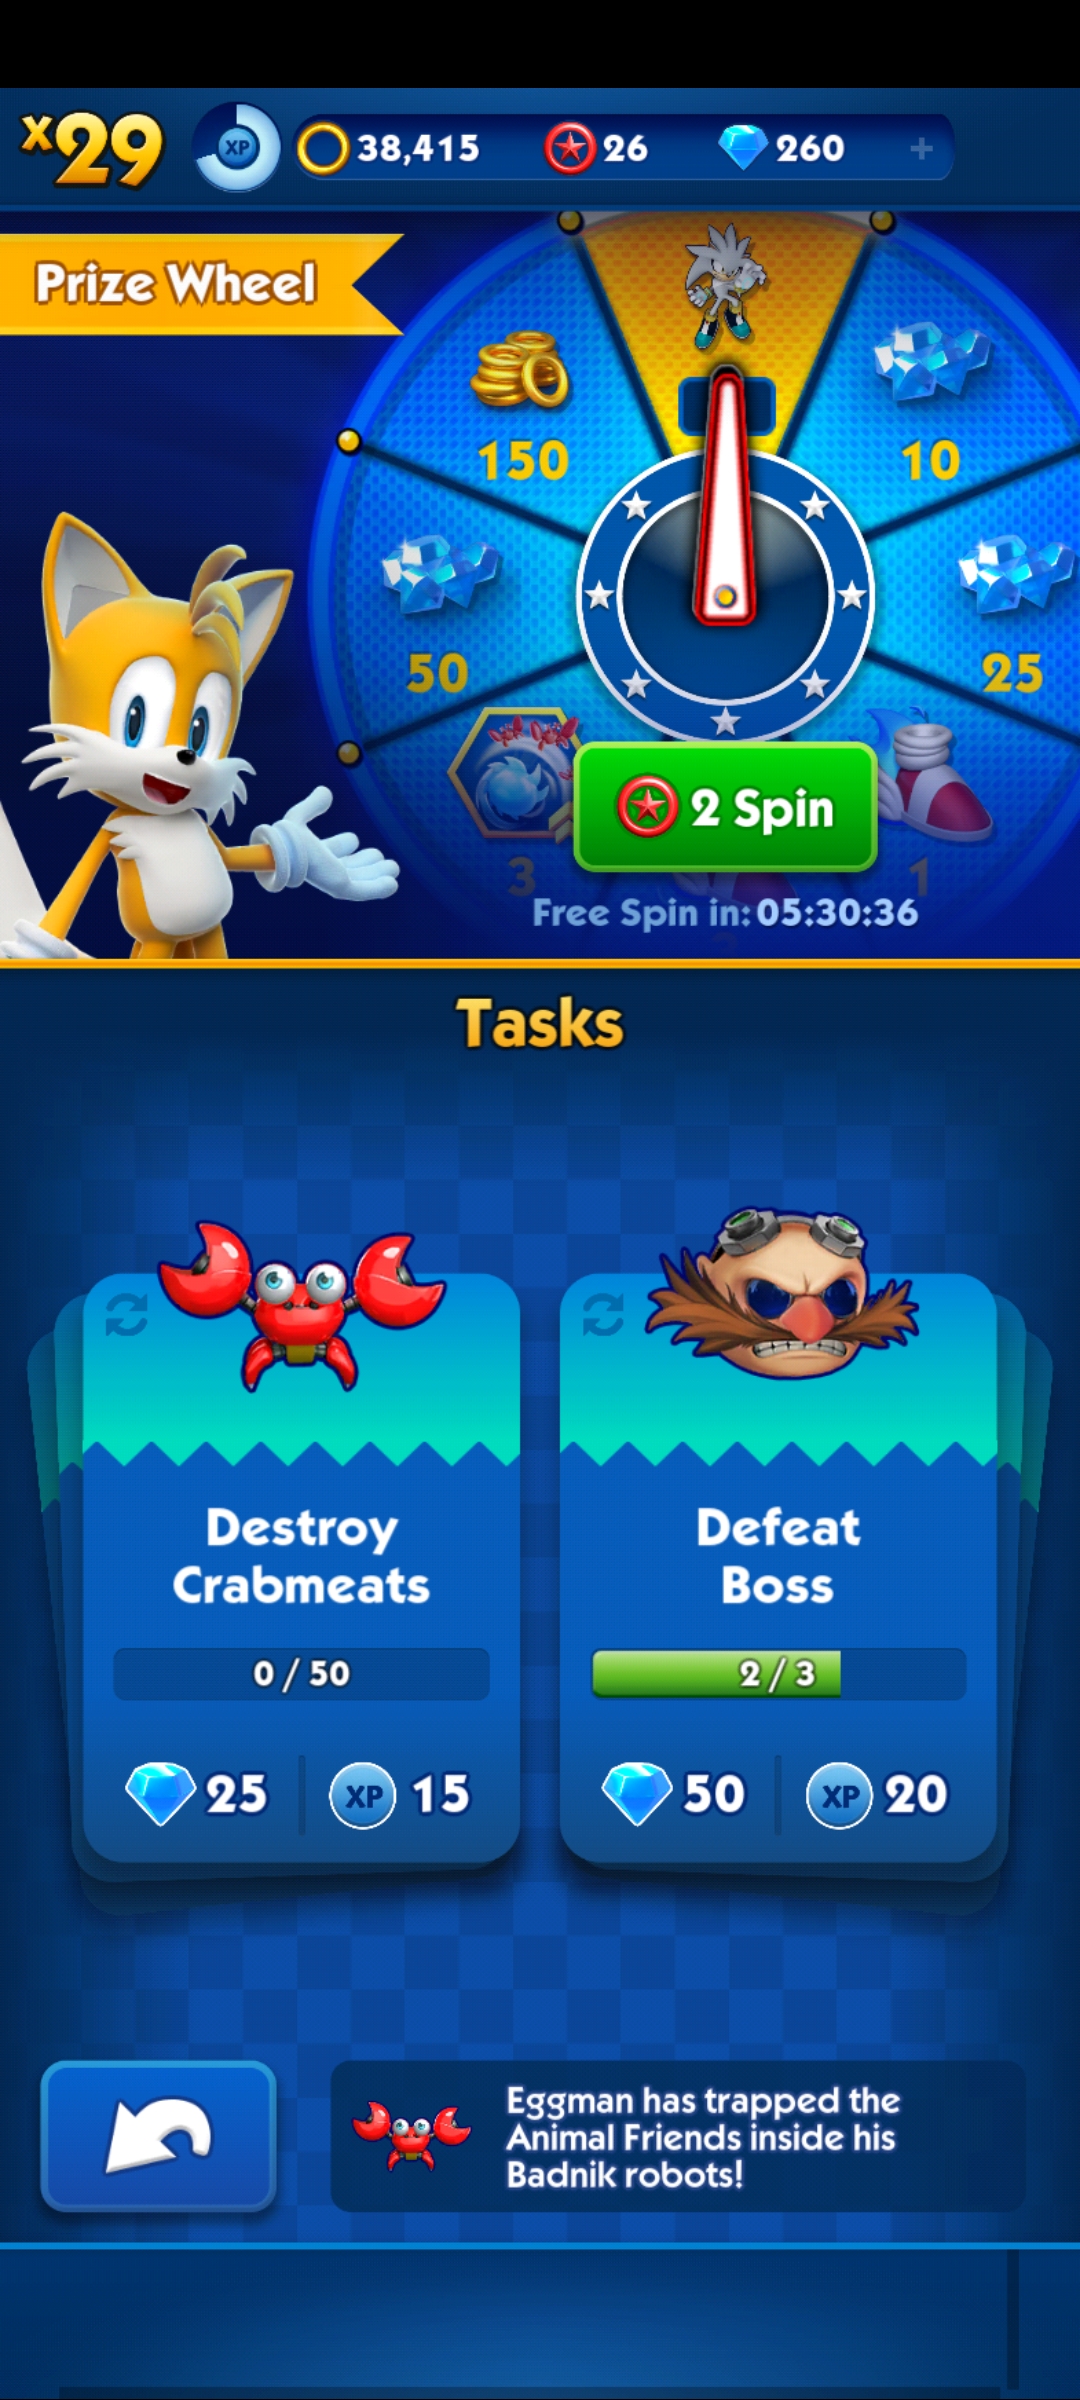 x29
XP
38,415
26
260
+
Prize Wheel
150
10
50
25
3
1
2 Spin
Free Spin in: 05:30:36
Tasks
Destroy
Crabmeats
0 / 50
25
XP
15
Defeat
Boss
2 / 3
50
XP
20
Eggman has trapped the
Animal Friends inside his
Badnik robots!